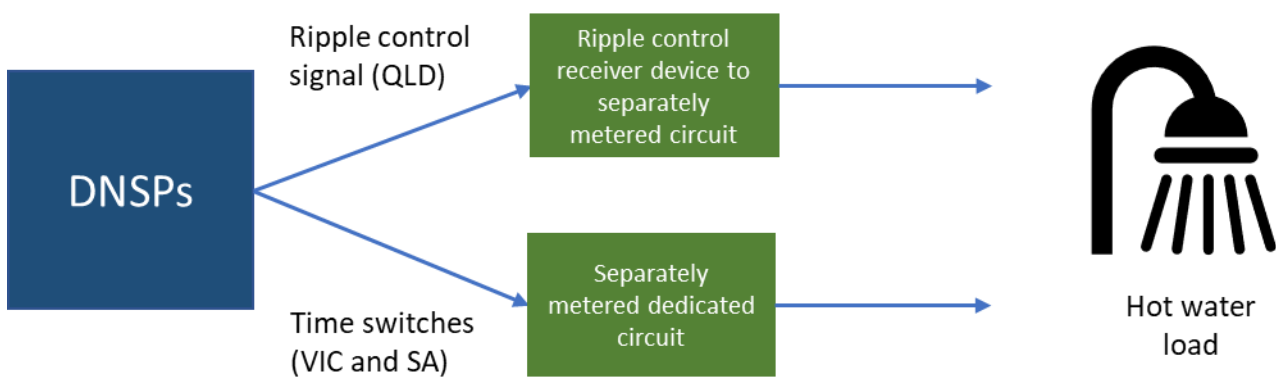 DNSPs
Ripple control
signal (QLD)
Ripple control
receiver device to
separately
metered circuit
Time switches
(VIC and SA)
Separately
metered dedicated
circuit
Hot water
load